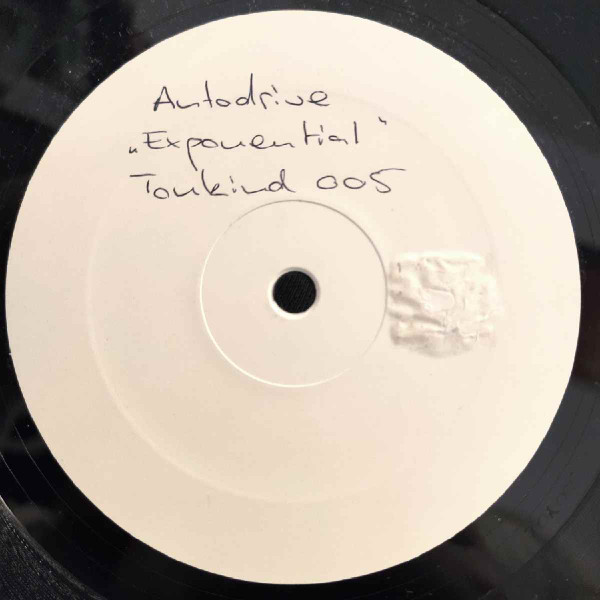 Autodrive
„Exponential“
Tonkind 005